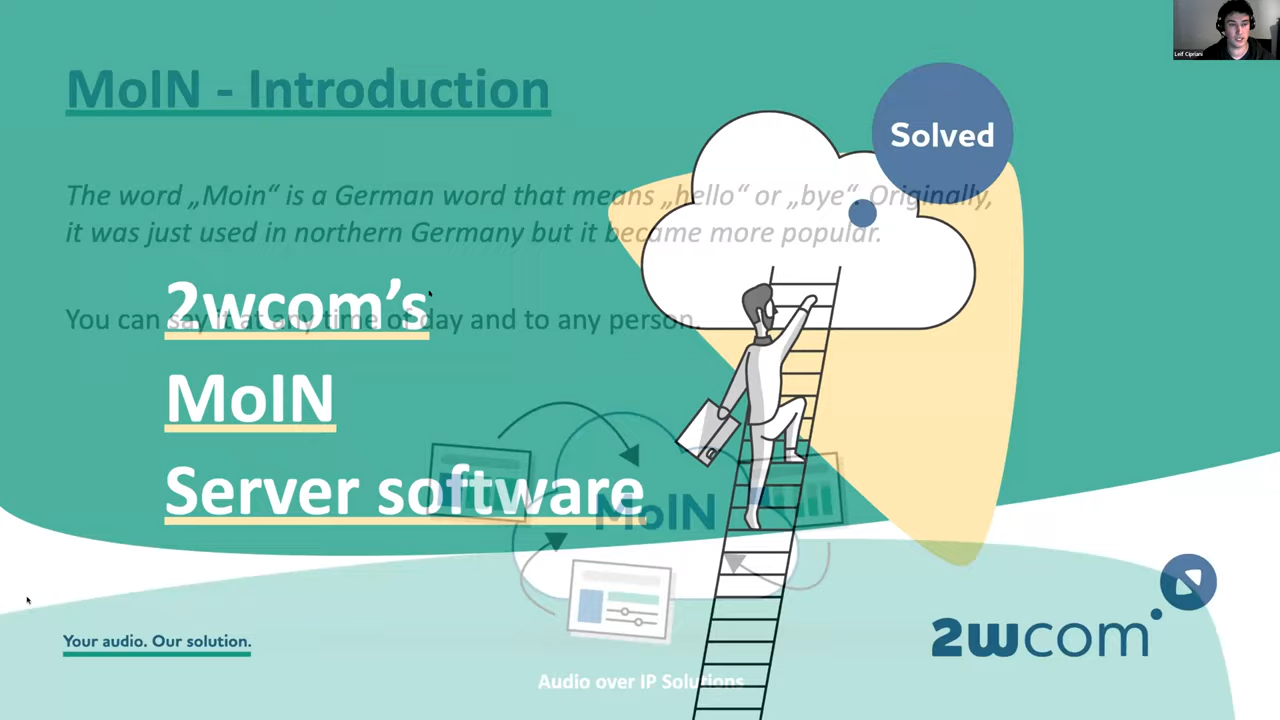 Leif Cipriani
MoIN - Introduction
Solved
The word „Moin“ is a German word that means „hello“ or „bye“. Originally,
it was just used in northern Germany but it became more popular.
2wcom’s
You can say it at any time of day and to any person.
MoIN
Server software
MoIN
Your audio. Our solution.
2wcom
Audio over IP Solutions